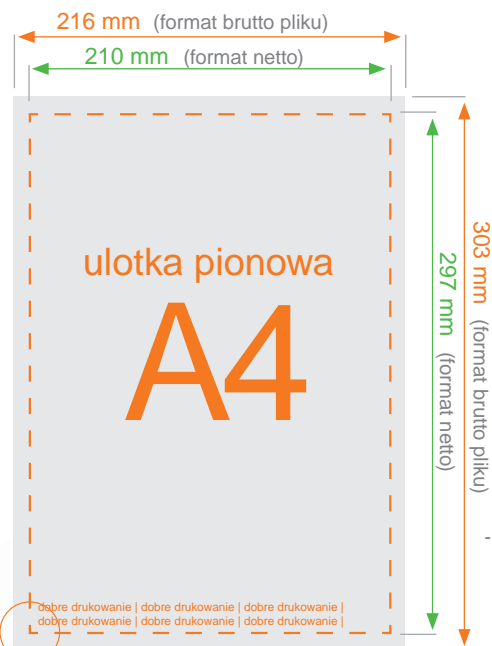 216 mm (format brutto pliku)
210 mm (format netto)
ulotka pionowa
A4
303 mm (format brutto pliku)
297 mm (format netto)
dobre drukowanie | dobre drukowanie | dobre drukowanie |
dobre drukowanie | dobre drukowanie | dobre drukowanie |